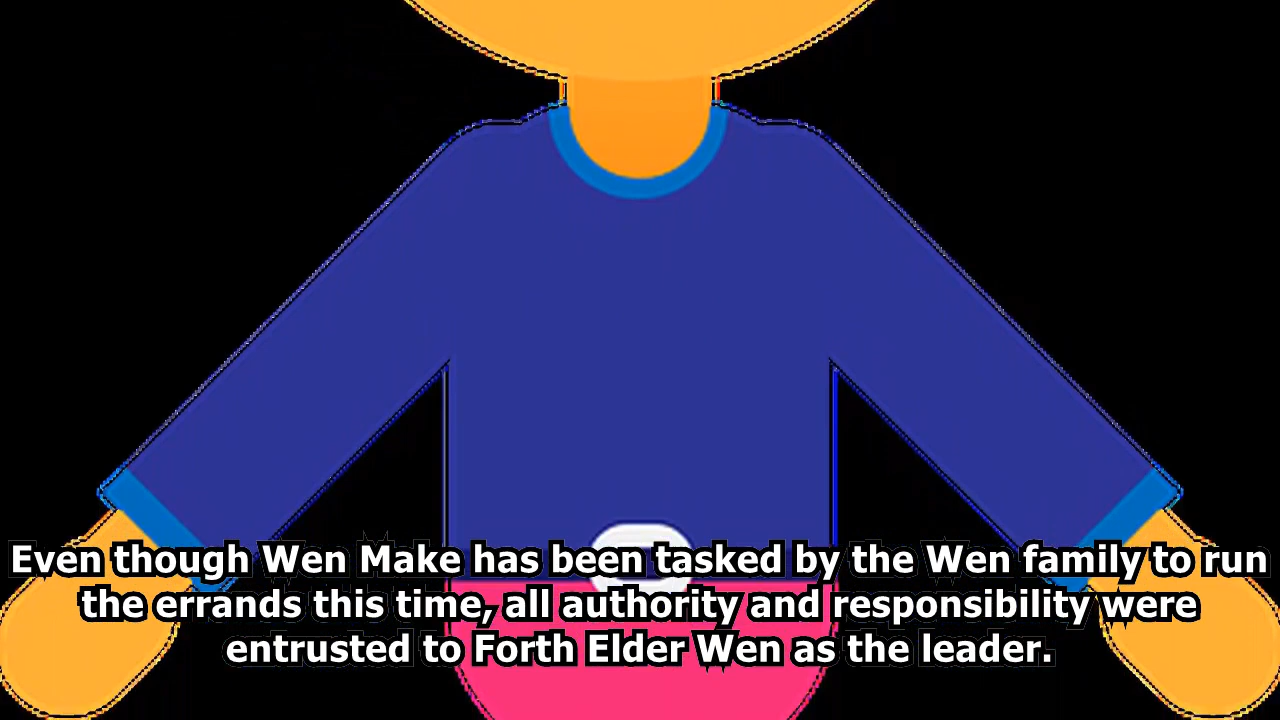 Even though Wen Make has been tasked by the Wen family to run
the errands this time, all authority and responsibility were
entrusted to Forth Elder Wen as the leader.